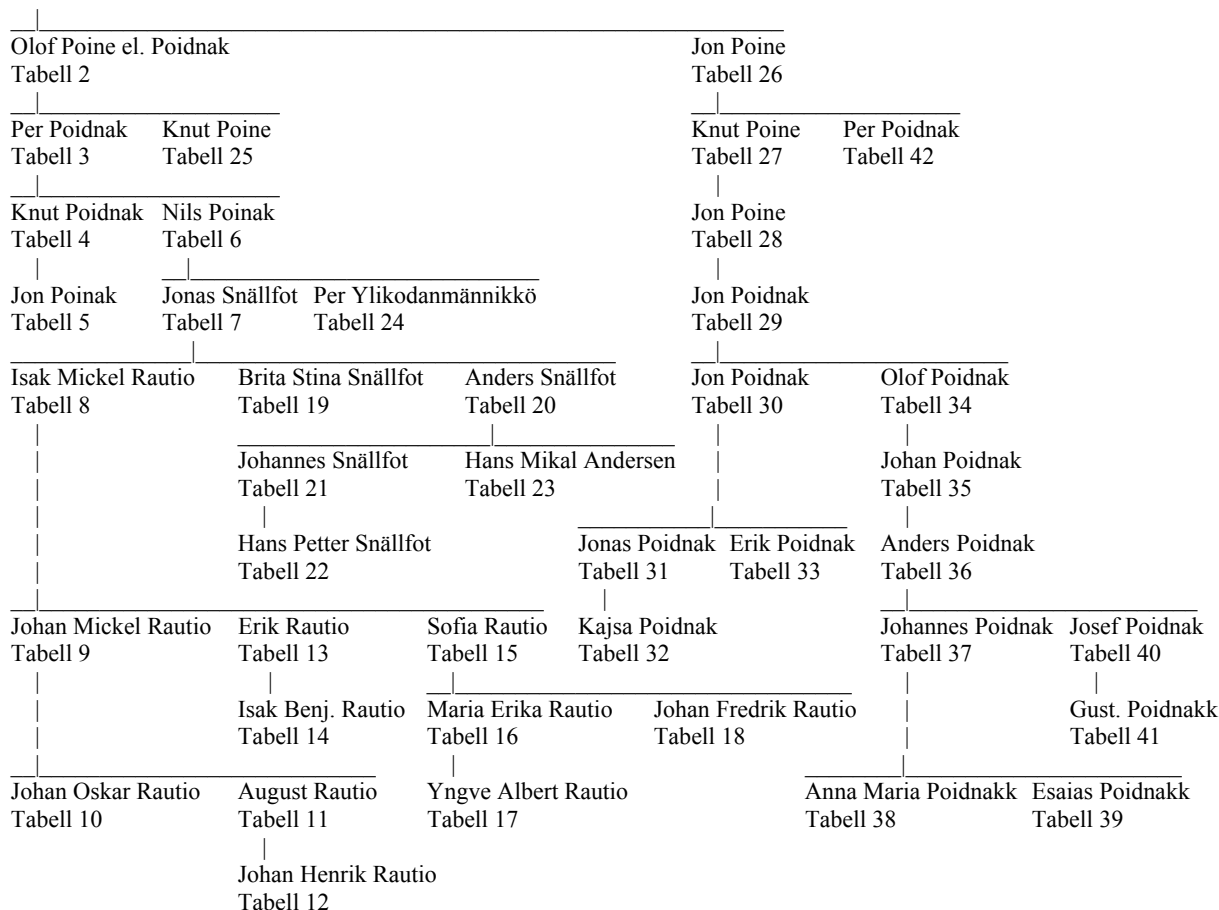 Olof Poine el. Poidnak Jon Poine
Tabell 2 Tabell 26
Per Poidnak Knut Poine Knut Poine Per Poidnak
Tabell 3 Tabell 25 Tabell 27 Tabell 42
Knut Poidnak Nils Poinak Jon Poine
Tabell 4 Tabell 6 Tabell 28
Jon Poinak Jonas Snällfot Per Ylikodanmännikkö Jon Poidnak
Tabell 5 Tabell 7 Tabell 24 Tabell 29
Isak Mickel Rautio Brita Stina Snällfot Anders Snällfot Jon Poidnak Olof Poidnak
Tabell 8 Tabell 19 Tabell 20 Tabell 30 Tabell 34
Johannes Snällfot Hans Mikal Andersen Johan Poidnak
Tabell 21 Tabell 23 Tabell 35
Hans Petter Snällfot Jonas Poidnak Erik Poidnak Anders Poidnak
Tabell 22 Tabell 31 Tabell 33 Tabell 36
Johan Mickel Rautio Erik Rautio Sofia Rautio Kajsa Poidnak Johannes Poidnak Josef Poidnak
Tabell 9 Tabell 13 Tabell 15 Tabell 32 Tabell 37 Tabell 40
Isak Benj. Rautio Maria Erika Rautio Johan Fredrik Rautio Gust. Poidnakk
Tabell 14 Tabell 16 Tabell 18 Tabell 41
Johan Oskar Rautio August Rautio Yngve Albert Rautio Anna Maria Poidnakk Esaias Poidnakk
Tabell 10 Tabell 11 Tabell 17 Tabell 38 Tabell 39
Johan Henrik Rautio
Tabell 12